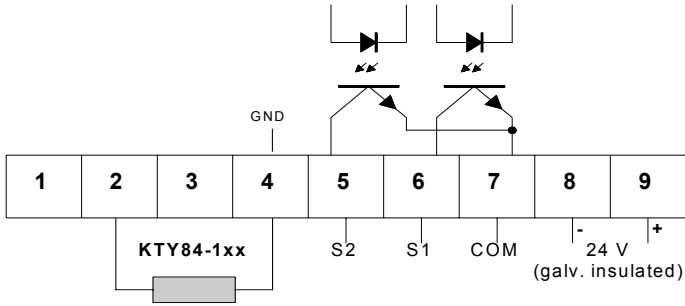 GND
1 2 3 4 5 6 7 8 9
KTY84-1xx S2 S1 COM - 24 V +
(galv. insulated)